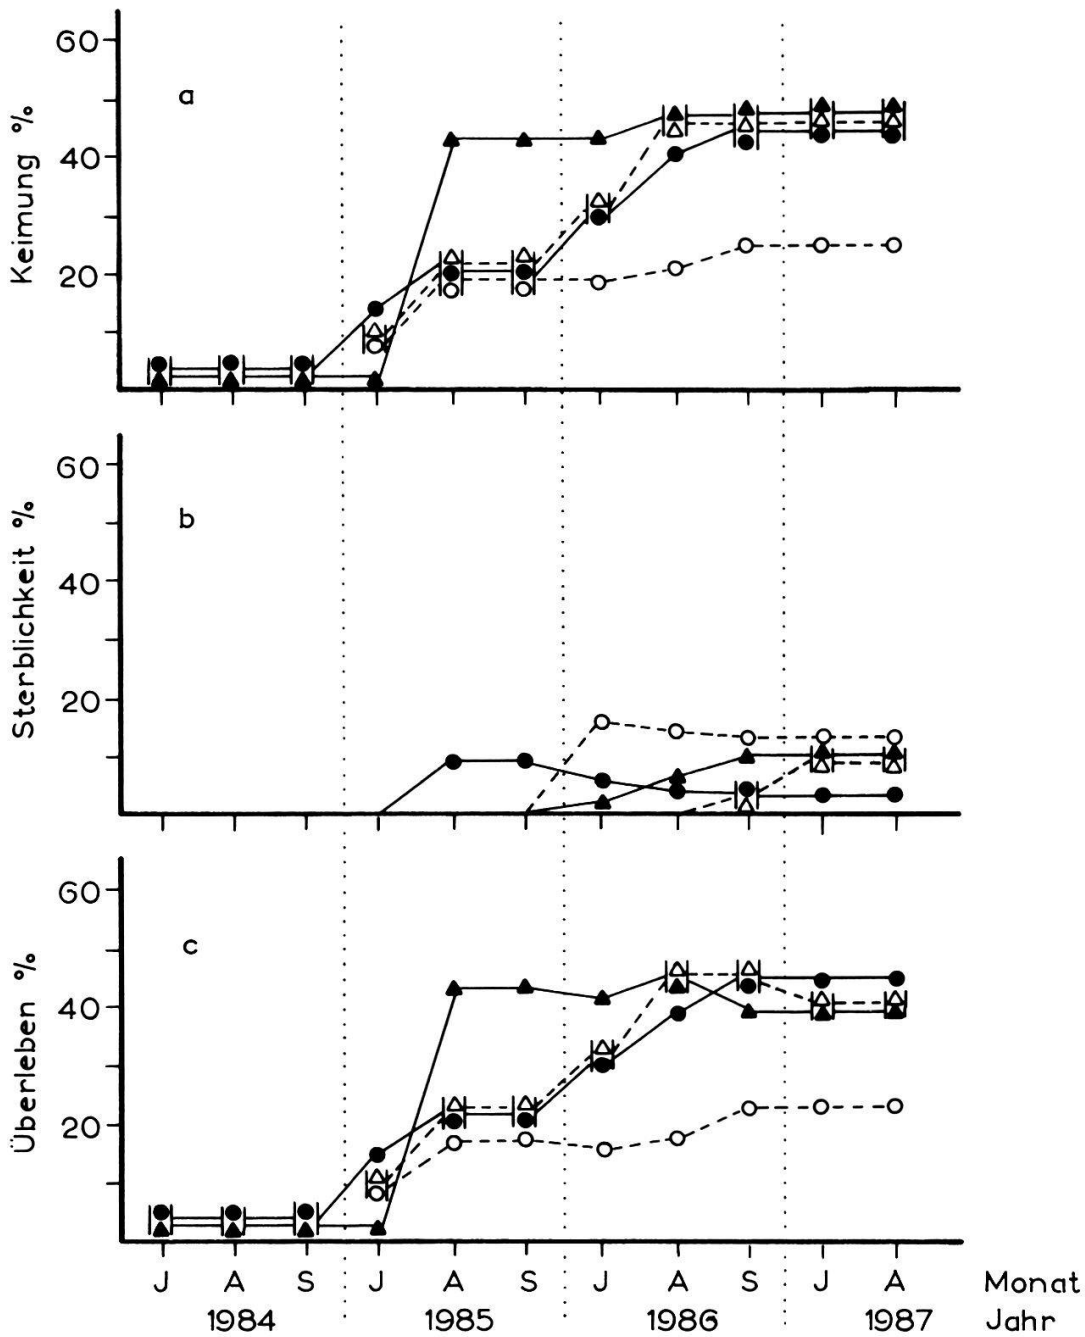 60
a
40
20
Keimung %
60
b
40
20
Sterblichkeit %
60
c
40
20
Überleben %
J A S J A S J A S J A Monat
1984 1985 1986 1987 Jahr